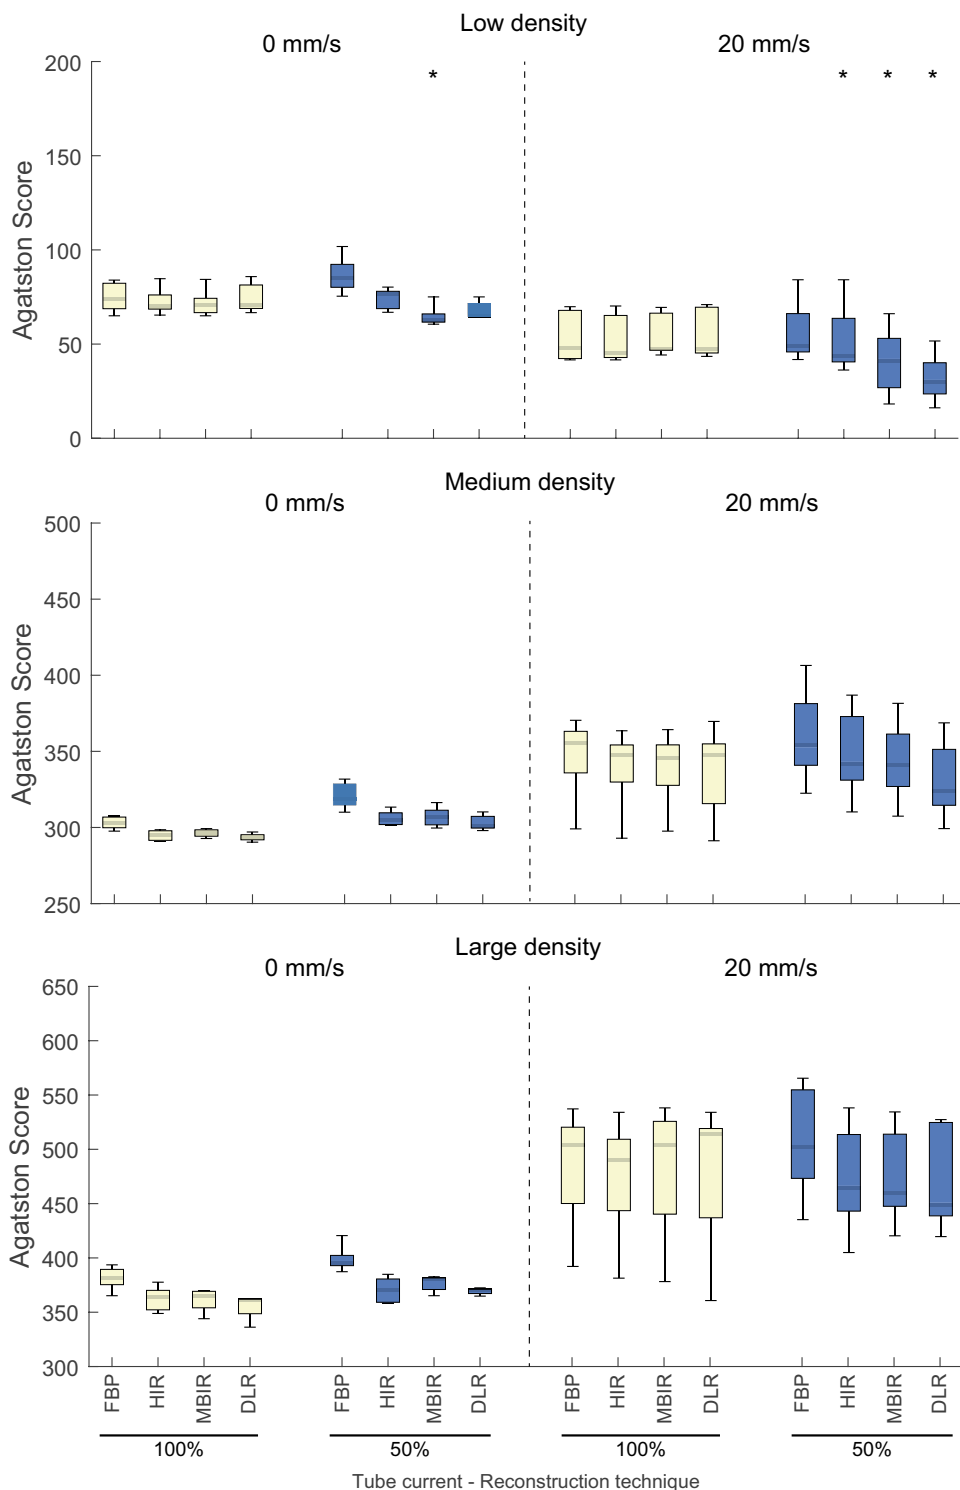 Low density
0 mm/s
20 mm/s
200
150
100
50
0
Agatston Score
*
* * *
Medium density
0 mm/s
20 mm/s
500
450
400
350
300
250
Agatston Score
Large density
0 mm/s
20 mm/s
650
600
550
500
450
400
350
300
Agatston Score
FBP HIR MBIR DLR FBP HIR MBIR DLR FBP HIR MBIR DLR FBP HIR MBIR DLR
100% 50% 100% 50%
Tube current - Reconstruction technique